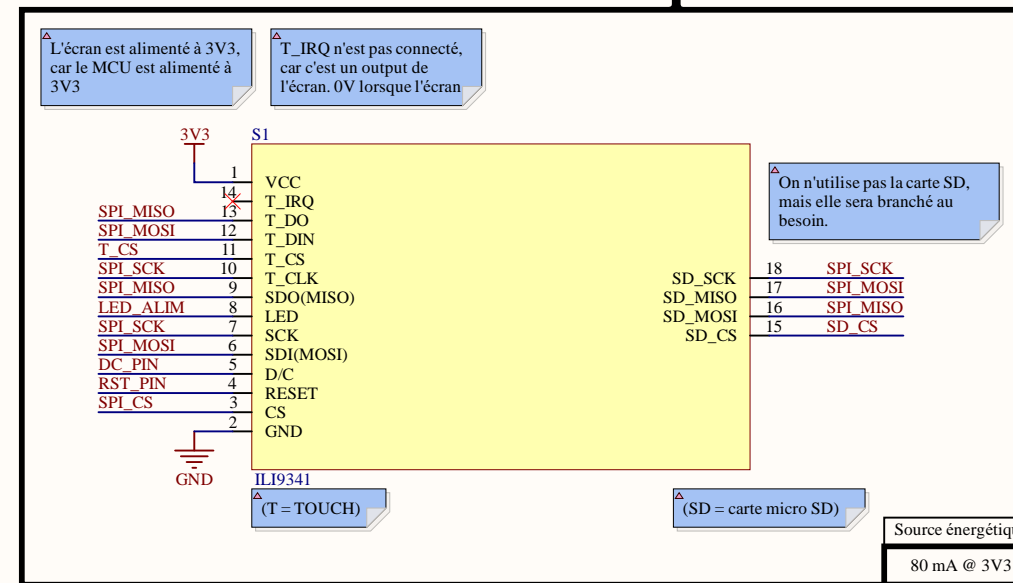 L'écran est alimenté à 3V3,
car le MCU est alimenté à
3V3
T_IRQ n'est pas connecté,
car c'est un output de
l'écran. 0V lorsque l'écran
3V3
S1
1 VCC
14 T_IRQ
SPI_MISO 13 T_DO
SPI_MOSI 12 T_DIN
T_CS 11 T_CS
SPI_SCK 10 T_CLK
SPI_MISO 9 SDO(MISO)
LED_ALIM 8 LED
SPI_SCK 7 SCK
SPI_MOSI 6 SDI(MOSI)
DC_PIN 5 D/C
RST_PIN 4 RESET
SPI_CS 3 CS
2 GND
GND
On n'utilise pas la carte SD,
mais elle sera branché au
besoin.
SD_SCK 18 SPI_SCK
SD_MISO 17 SPI_MOSI
SD_MOSI 16 SPI_MISO
SD_CS 15 SD_CS
ILI9341
(T = TOUCH)
(SD = carte micro SD)
Source énergétiqu
80 mA @ 3V3